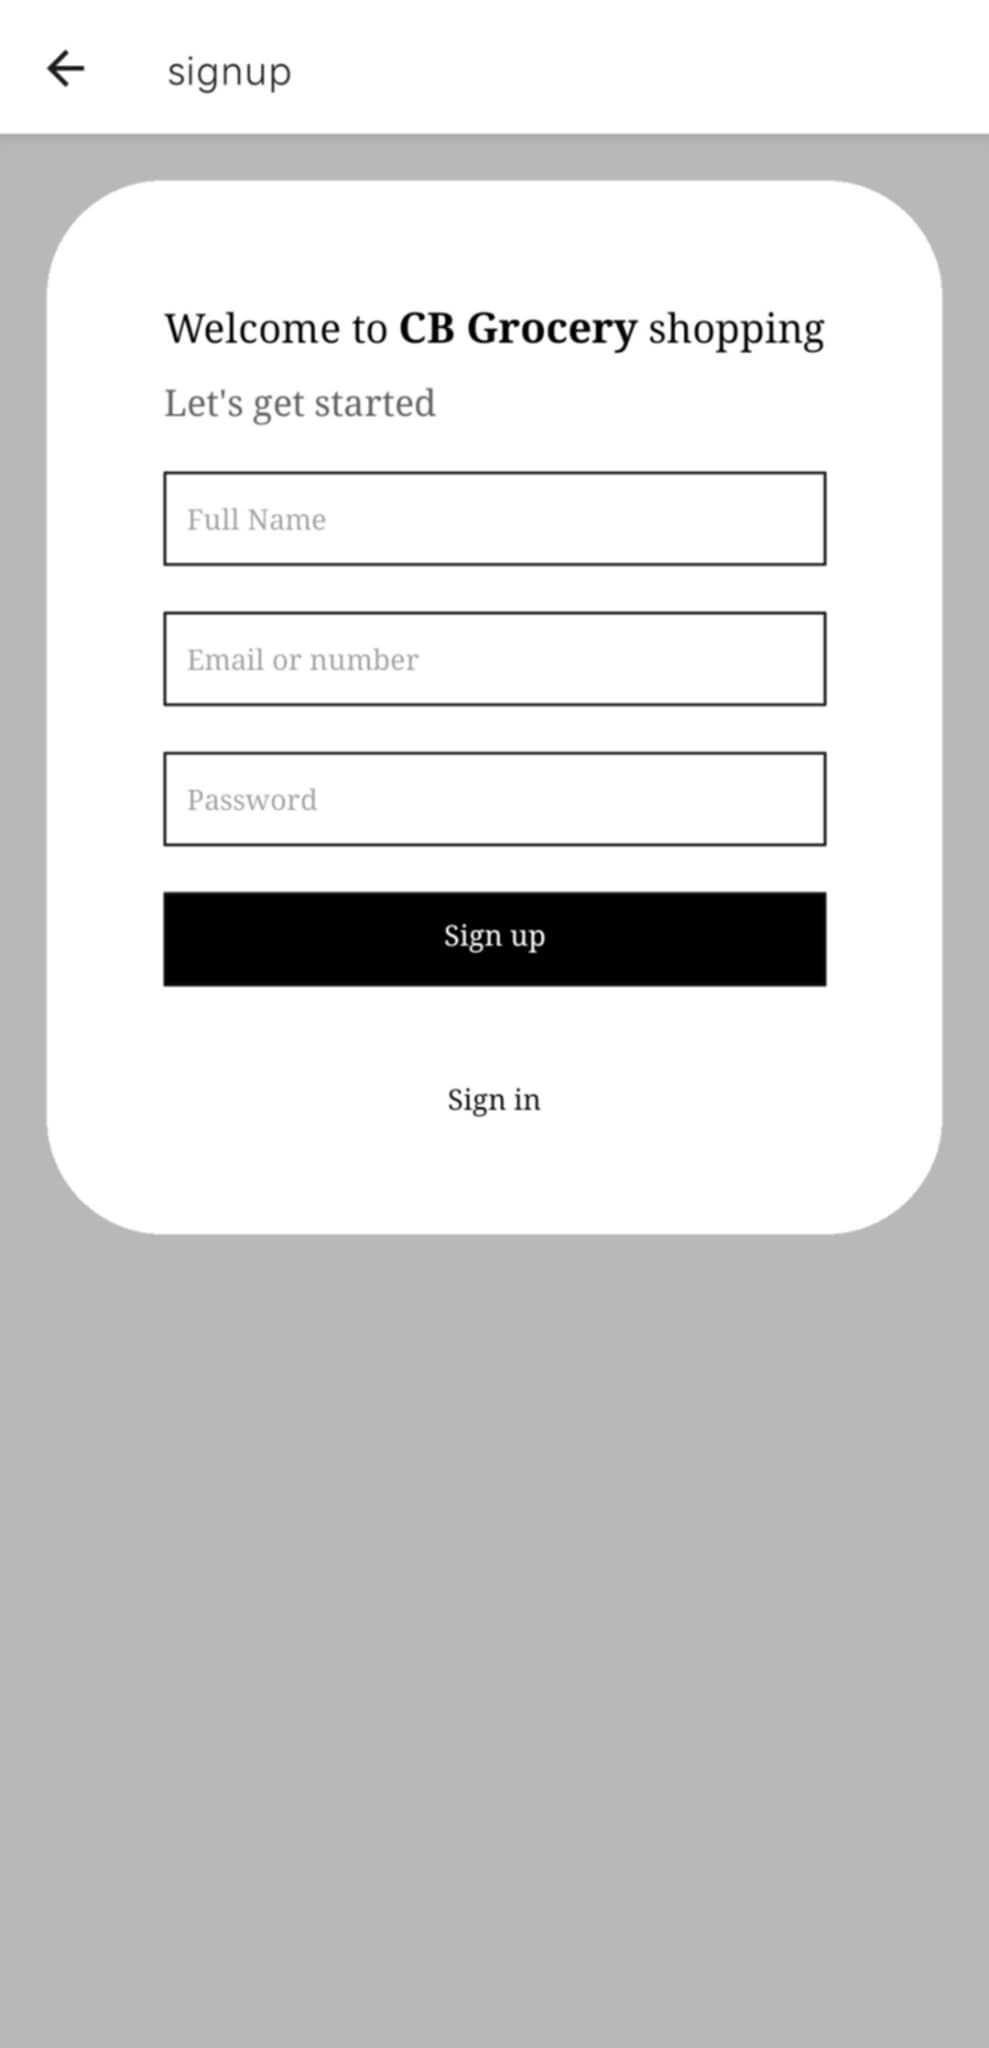 signup
Welcome to CB Grocery shopping
Let's get started
Full Name
Email or number
Password
Sign up
Sign in